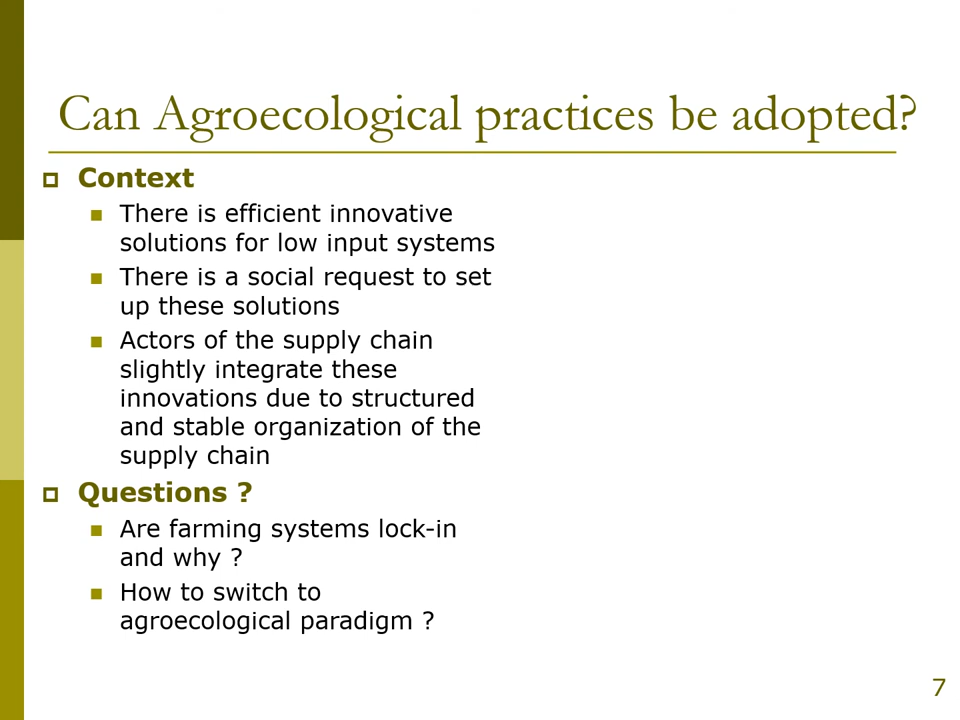 Can Agroecological practices be adopted?
Context
There is efficient innovative
solutions for low input systems
There is a social request to set
up these solutions
Actors of the supply chain
slightly integrate these
innovations due to structured
and stable organization of the
supply chain
Questions ?
Are farming systems lock-in
and why ?
How to switch to
agroecological paradigm ?
7